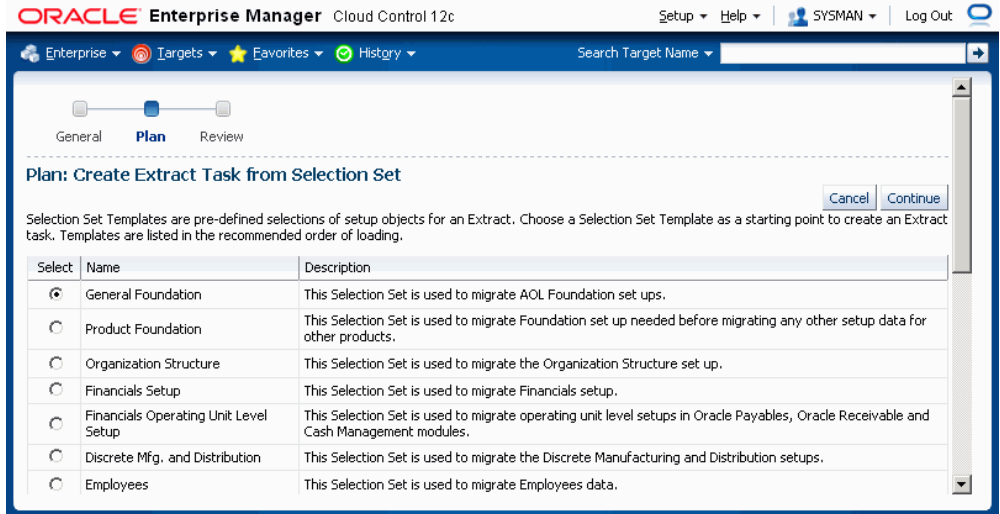 ORACLE Enterprise Manager Cloud Control 12c
Setup Help SYSMAN Log Out
Enterprise Targets Favorites History Search Target Name
General Plan Review
Plan: Create Extract Task from Selection Set
Cancel Continue
Selection Set Templates are pre-defined selections of setup objects for an Extract. Choose a Selection Set Template as a starting point to create an Extract
task. Templates are listed in the recommended order of loading.
Select Name Description
General Foundation This Selection Set is used to migrate AOL Foundation set ups.
Product Foundation This Selection Set is used to migrate Foundation set up needed before migrating any other setup data for
other products.
Organization Structure This Selection Set is used to migrate the Organization Structure set up.
Financials Setup This Selection Set is used to migrate Financials setup.
Financials Operating Unit Level
Setup
This Selection Set is used to migrate operating unit level setups in Oracle Payables, Oracle Receivable and
Cash Management modules.
Discrete Mfg. and Distribution This Selection Set is used to migrate the Discrete Manufacturing and Distribution setups.
Employees This Selection Set is used to migrate Employees data.